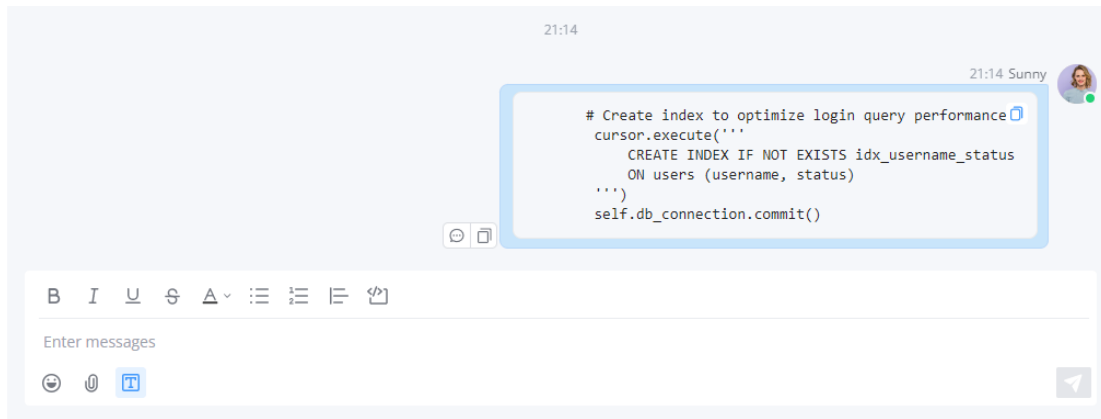 21:14
21:14 Sunny
# Create index to optimize login query performance
cursor.execute('''
CREATE INDEX IF NOT EXISTS idx_username_status
ON users (username, status)
''')
self.db_connection.commit()
B I U S A
Enter messages
T